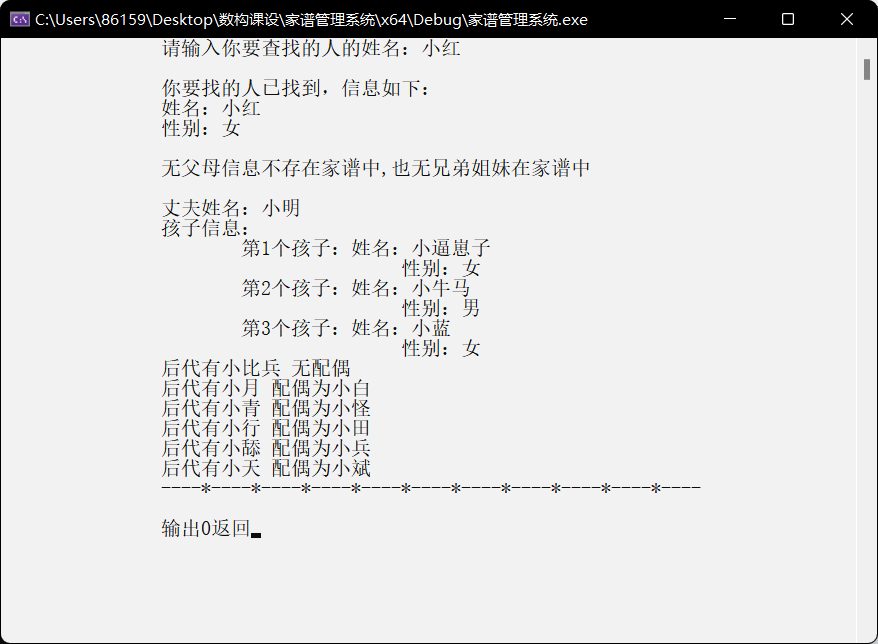 C:\Users\86159\Desktop\数构课设\家谱管理系统\x64\Debug\家谱管理系统.exe
请输入你要查找的人的姓名：小红
你要找的人已找到，信息如下：
姓名：小红
性别：女
无父母信息不存在家谱中,也无兄弟姐妹在家谱中
丈夫姓名：小明
孩子信息：
第1个孩子：姓名：小逼崽子
性别：女
第2个孩子：姓名：小牛马
性别：男
第3个孩子：姓名：小蓝
性别：女
后代有小比兵 无配偶
后代有小月 配偶为小白
后代有小青 配偶为小怪
后代有小行 配偶为小田
后代有小舔 配偶为小兵
后代有小天 配偶为小斌
----*----*----*----*----*----*----*----*----*----*----
输出0返回